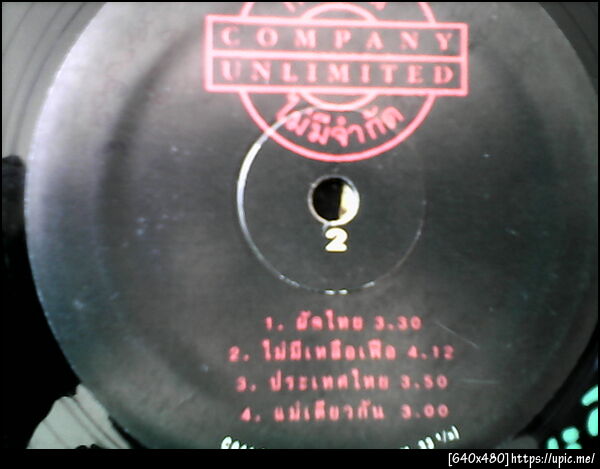 COMPANY
UNLIMITED
ไม่มีจำกัด
2
1. ผัดไทย 3.30
2. ไม่มีเหลือเฟือ 4.12
3. ประเทศไทย 3.50
4. แม่เดียวกัน 3.00
[640x480]https://upic.me/